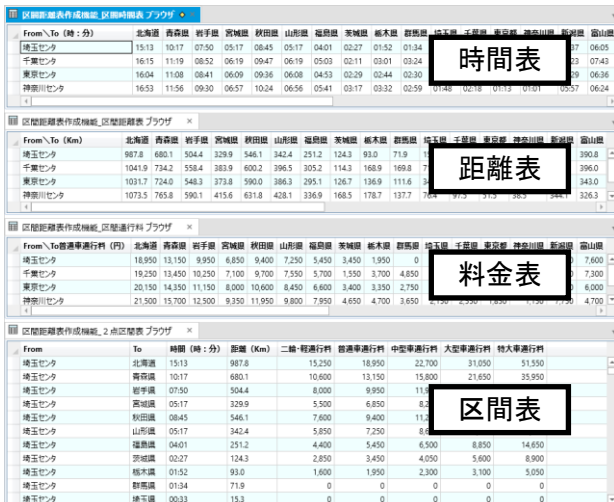 区間距離表作成機能_区間時間表 ブラウザ
From＼To（時：分） 北海道 青森県 岩手県 宮城県 秋田県 山形県 福島県 茨城県 栃木県 群馬県 埼玉県 千葉県 東京都 神奈川県 新潟県 富山県
埼玉センタ 15:13 10:17 07:50 05:17 08:45 05:17 04:01 02:27 01:52 01:34 06:05
千葉センタ 16:15 11:19 08:52 06:19 09:47 06:19 05:03 02:11 03:01 03:24 07:43
東京センタ 16:04 11:08 08:41 06:09 09:36 06:08 04:53 02:29 02:44 02:30 06:36
神奈川センタ 16:53 11:56 09:30 06:57 10:24 06:56 05:41 03:17 03:32 02:59 01:48 02:18 01:13 01:01 05:57 06:24
時間表
区間距離表作成機能_区間距離表 ブラウザ
From＼To（Km） 北海道 青森県 岩手県 宮城県 秋田県 山形県 福島県 茨城県 栃木県 群馬県 埼玉県 千葉県 東京都 神奈川県 新潟県 富山県
埼玉センタ 987.8 680.1 504.4 329.9 546.1 342.4 251.2 124.3 93.0 71.9 390.8
千葉センタ 1041.9 734.2 558.4 383.9 600.2 396.5 305.2 114.3 168.9 169.8 396.0
東京センタ 1031.7 724.0 548.3 373.8 590.0 386.3 295.1 126.7 136.9 111.6 343.0
神奈川センタ 1073.5 765.8 590.1 415.6 631.8 428.1 336.9 168.5 178.7 137.7 326.3
距離表
区間距離表作成機能_区間通行料 ブラウザ
From＼To普通車通行料（円） 北海道 青森県 岩手県 宮城県 秋田県 山形県 福島県 茨城県 栃木県 群馬県 埼玉県 千葉県 東京都 神奈川県 新潟県 富山県
埼玉センタ 18,950 13,150 9,950 6,850 9,400 7,250 5,450 3,450 1,950 0 7,600
千葉センタ 19,250 13,450 10,250 7,100 9,700 7,550 5,700 1,550 3,700 4,850 7,300
東京センタ 20,150 14,350 11,150 8,000 10,600 8,450 6,600 3,400 3,350 2,750 6,000
神奈川センタ 21,500 15,700 12,500 9,350 11,950 9,800 7,950 4,650 4,700 3,650 4,700
料金表
区間距離表作成機能_２点区間表 ブラウザ
From To 時間（時：分） 距離（Km） 二輪・軽通行料 普通車通行料 中型車通行料 大型車通行料 特大車通行料
埼玉センタ 北海道 15:13 987.8 15,250 18,950 22,700 31,050 51,550
埼玉センタ 青森県 10:17 680.1 10,600 13,150 15,800 21,650 35,950
埼玉センタ 岩手県 07:50 504.4 8,000 9,950
埼玉センタ 宮城県 05:17 329.9 5,500 6,850
埼玉センタ 秋田県 08:45 546.1 7,600 9,400
埼玉センタ 山形県 05:17 342.4 5,850 7,250
区間表
埼玉センタ 福島県 04:01 251.2 4,400 5,450 6,500 8,850 14,650
埼玉センタ 茨城県 02:27 124.3 2,850 3,450 4,050 5,600 8,900
埼玉センタ 栃木県 01:52 93.0 1,600 1,950 2,300 3,100 5,050
埼玉センタ 群馬県 01:34 71.9 0 0 0 0 0
埼玉センタ 埼玉県 00:33 15.3 0 0 0 0 0